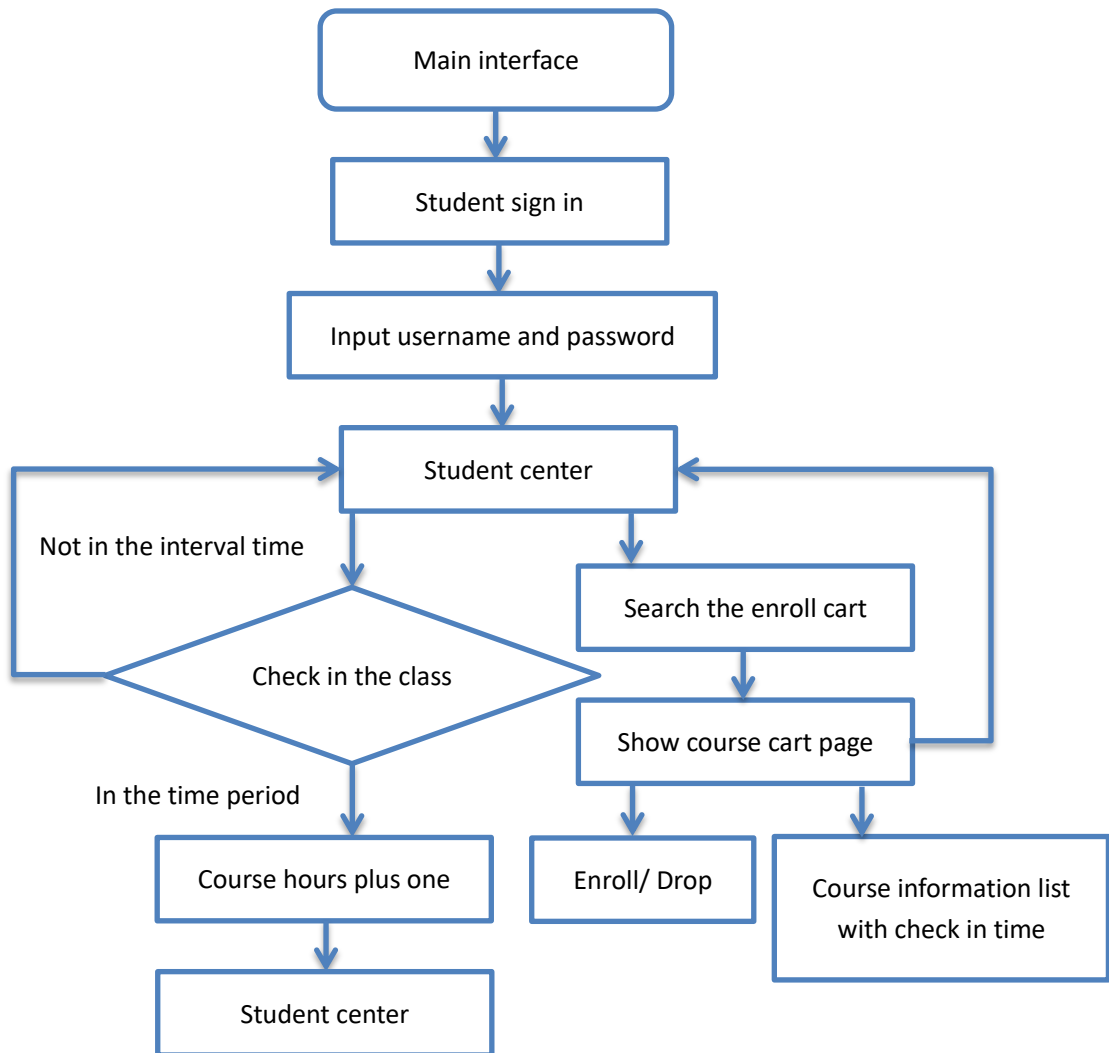 Main interface
Student sign in
Input username and password
Student center
Not in the interval time
Search the enroll cart
Check in the class
Show course cart page
In the time period
Course hours plus one
Enroll/ Drop
Course information list
with check in time
Student center